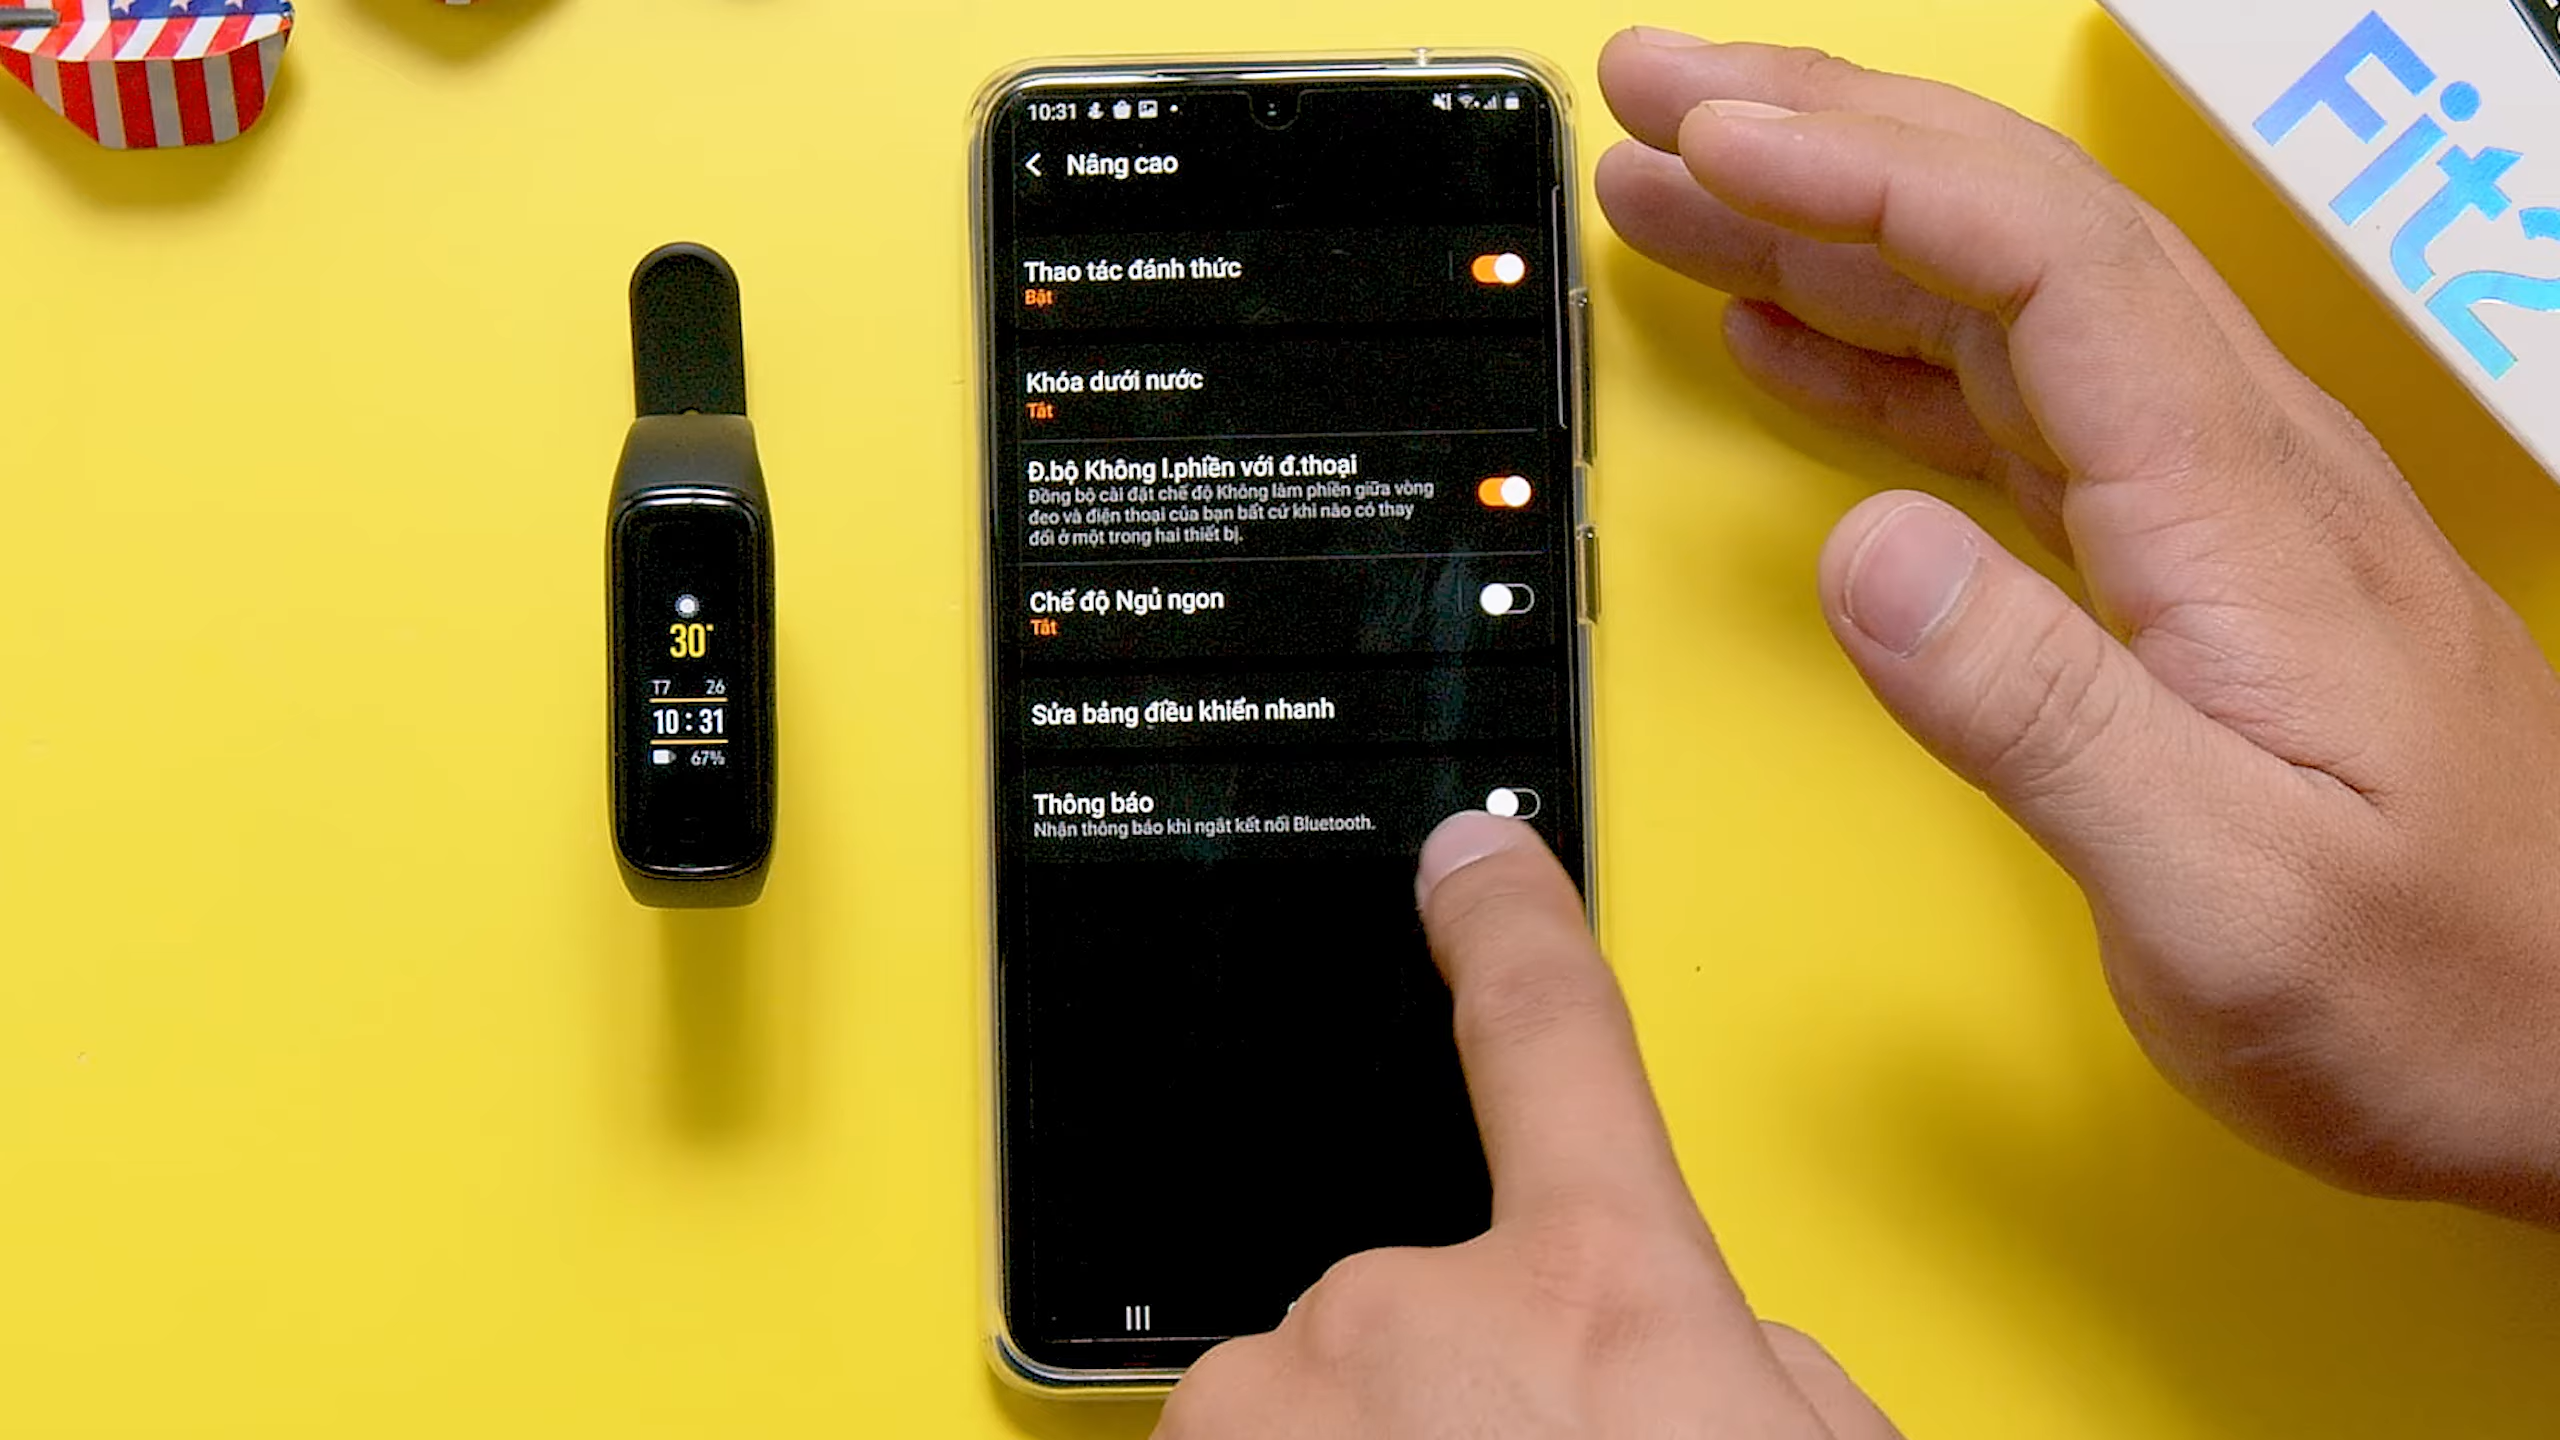 10:31
Nâng cao
Thao tác đánh thức
Bật
Khóa dưới nước
Tắt
Đ.bộ Không l.phiền với đ.thoại
Đồng bộ cài đặt chế độ Không làm phiền giữa vòng
đeo và điện thoại của bạn bất cứ khi nào có thay
đổi ở một trong hai thiết bị.
Chế độ Ngủ ngon
Tắt
Sửa bảng điều khiển nhanh
Thông báo
Nhận thông báo khi ngắt kết nối Bluetooth.
30°
T7 26
10:31
67%
Fit2